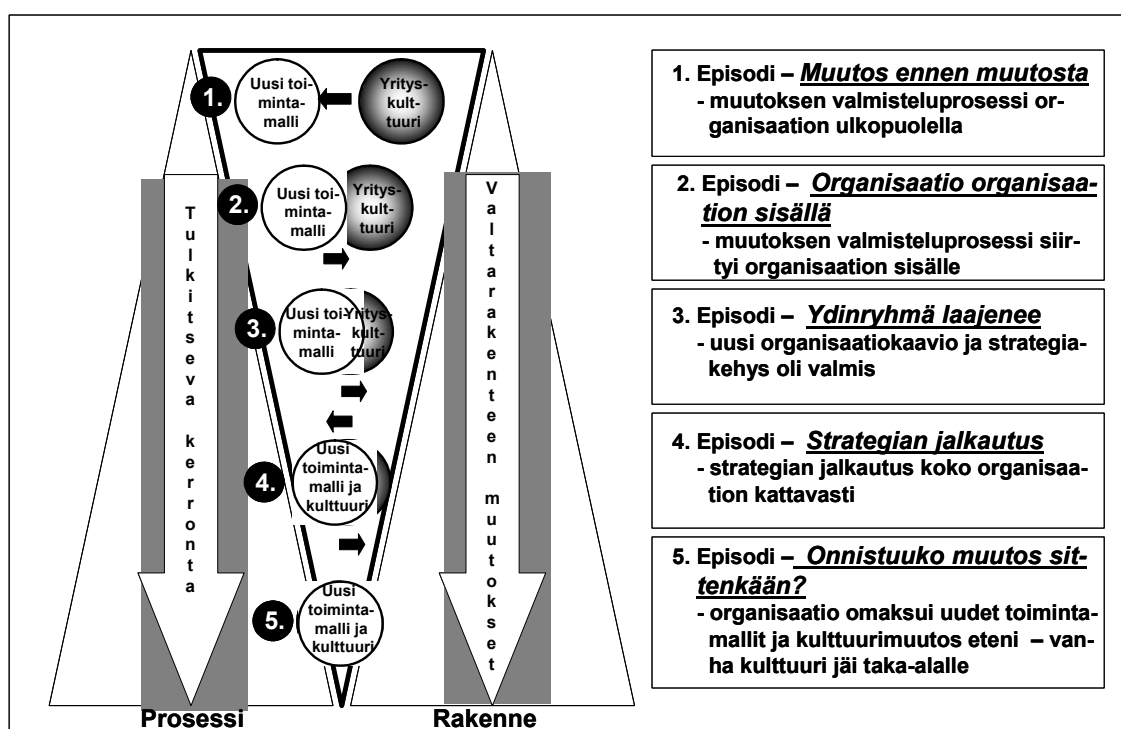 1.
Uusi toi-
minta-
malli
Yritys-
kult-
tuuri
2.
Uusi toi-
minta-
malli
Yritys-
kult-
tuuri
3.
Uusi toi-
minta-
malli
Yritys-
kult-
tuuri
4.
Uusi
toiminta-
malli ja
kulttuuri
5.
Uusi
toiminta-
malli ja
kulttuuri
Tulkitseva kerronta
Valtarakenteen muutokset
Prosessi
Rakenne
1. Episodi – Muutos ennen muutosta
- muutoksen valmisteluprosessi or-
ganisaation ulkopuolella
2. Episodi – Organisaatio organisaa-
tion sisällä
- muutoksen valmisteluprosessi siir-
tyi organisaation sisälle
3. Episodi – Ydinryhmä laajenee
- uusi organisaatiokaavio ja strategia-
kehys oli valmis
4. Episodi – Strategian jalkautus
- strategian jalkautus koko organisaa-
tion kattavasti
5. Episodi – Onnistuuko muutos sit-
tenkään?
- organisaatio omaksui uudet toiminta-
mallit ja kulttuurimuutos eteni – van-
ha kulttuuri jäi taka-alalle